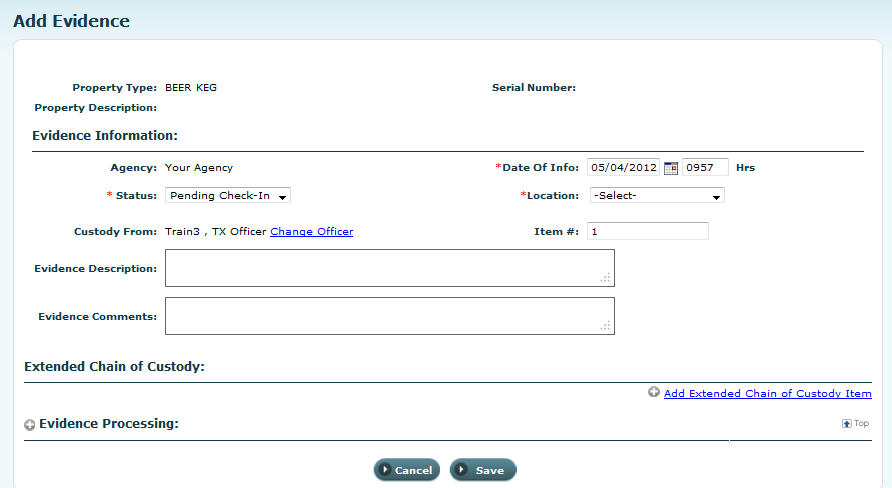 Add Evidence
Property Type: BEER KEG Serial Number:
Property Description:
Evidence Information:
Agency: Your Agency *Date Of Info: 05/04/2012 0957 Hrs
* Status: Pending Check-In *Location: -Select-
Custody From: Train3 , TX Officer Change Officer Item #: 1
Evidence Description:
Evidence Comments:
Extended Chain of Custody:
Add Extended Chain of Custody Item
Evidence Processing: Top
Cancel Save